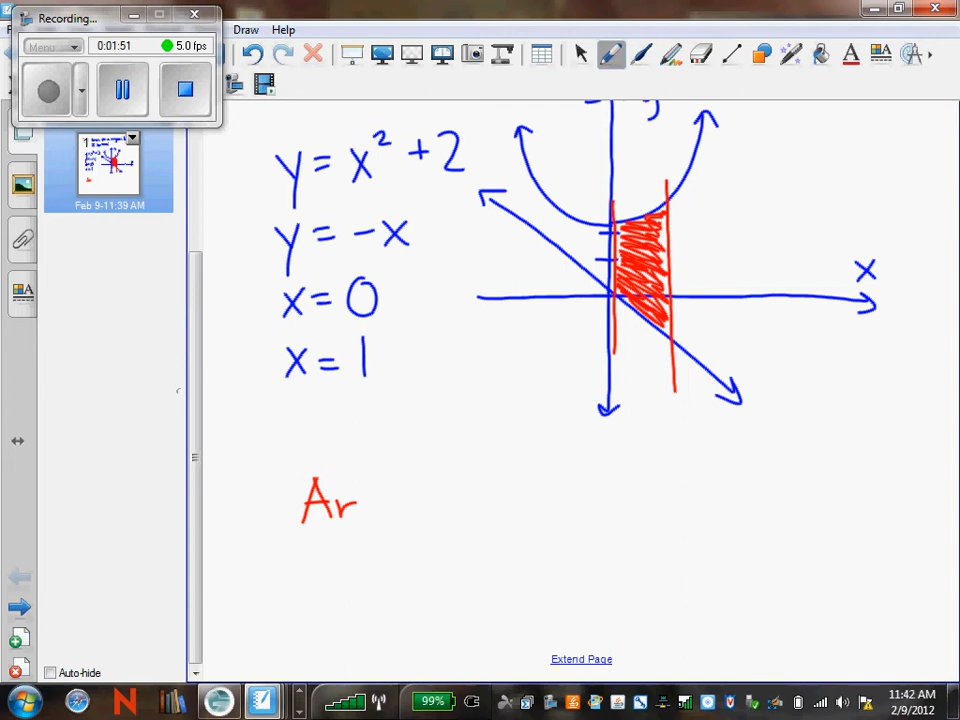 Recording...
Menu
0:01:51
5.0 fps
Draw Help
Feb 9-11:39 AM
y = x² + 2
y = -x
x = 0
x = 1
y
x
Ar
Extend Page
Auto-hide
99%
11:42 AM
2/9/2012